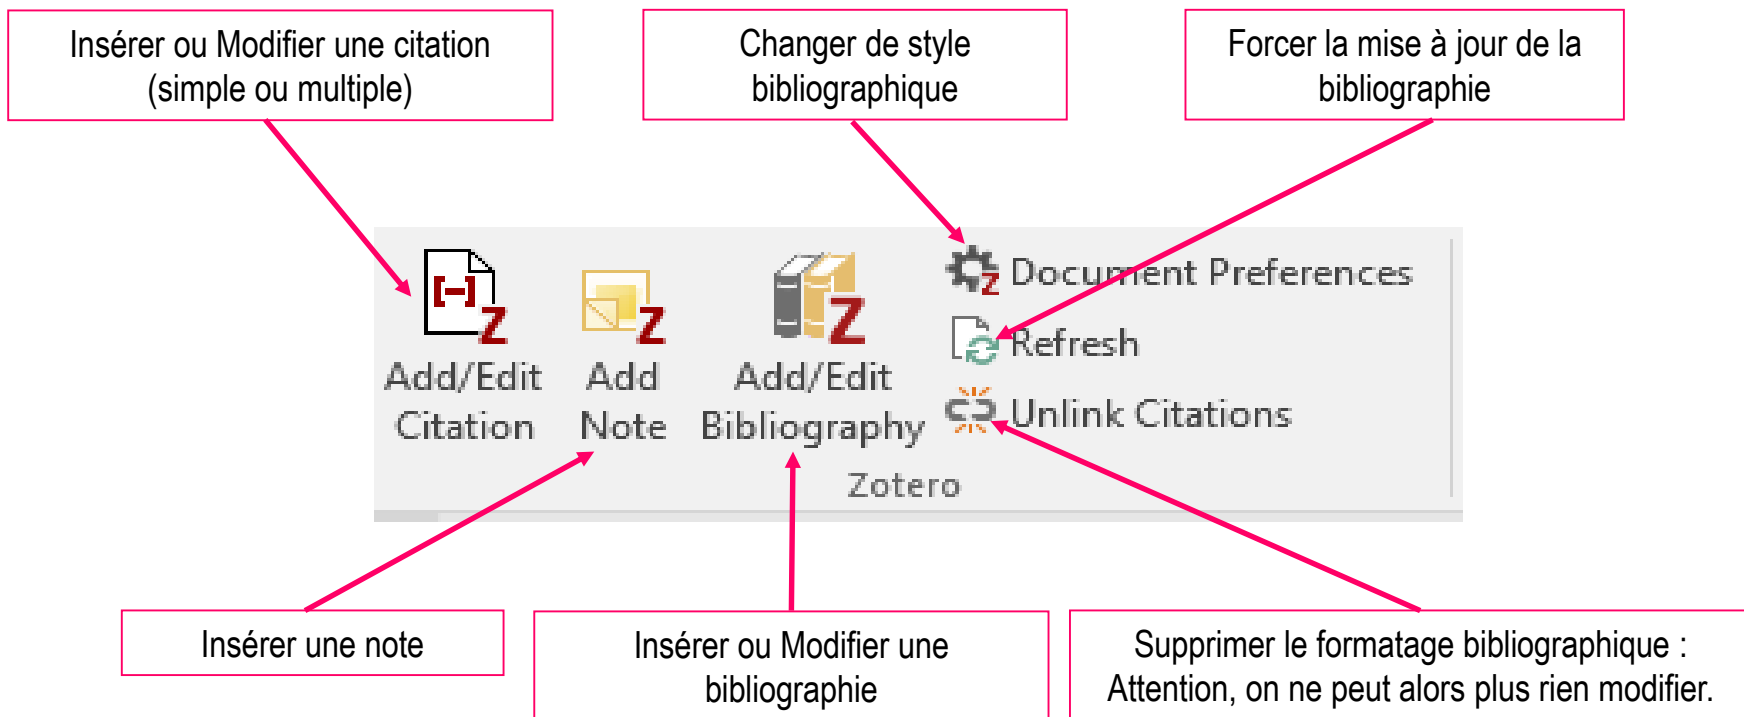 Insérer ou Modifier une citation
(simple ou multiple)
Changer de style
bibliographique
Forcer la mise à jour de la
bibliographie
[-]
Z
Add/Edit
Citation
Z
Add
Note
Z
Add/Edit
Bibliography
Z
Document Preferences
Refresh
Unlink Citations
Zotero
Insérer une note
Insérer ou Modifier une
bibliographie
Supprimer le formatage bibliographique :
Attention, on ne peut alors plus rien modifier.